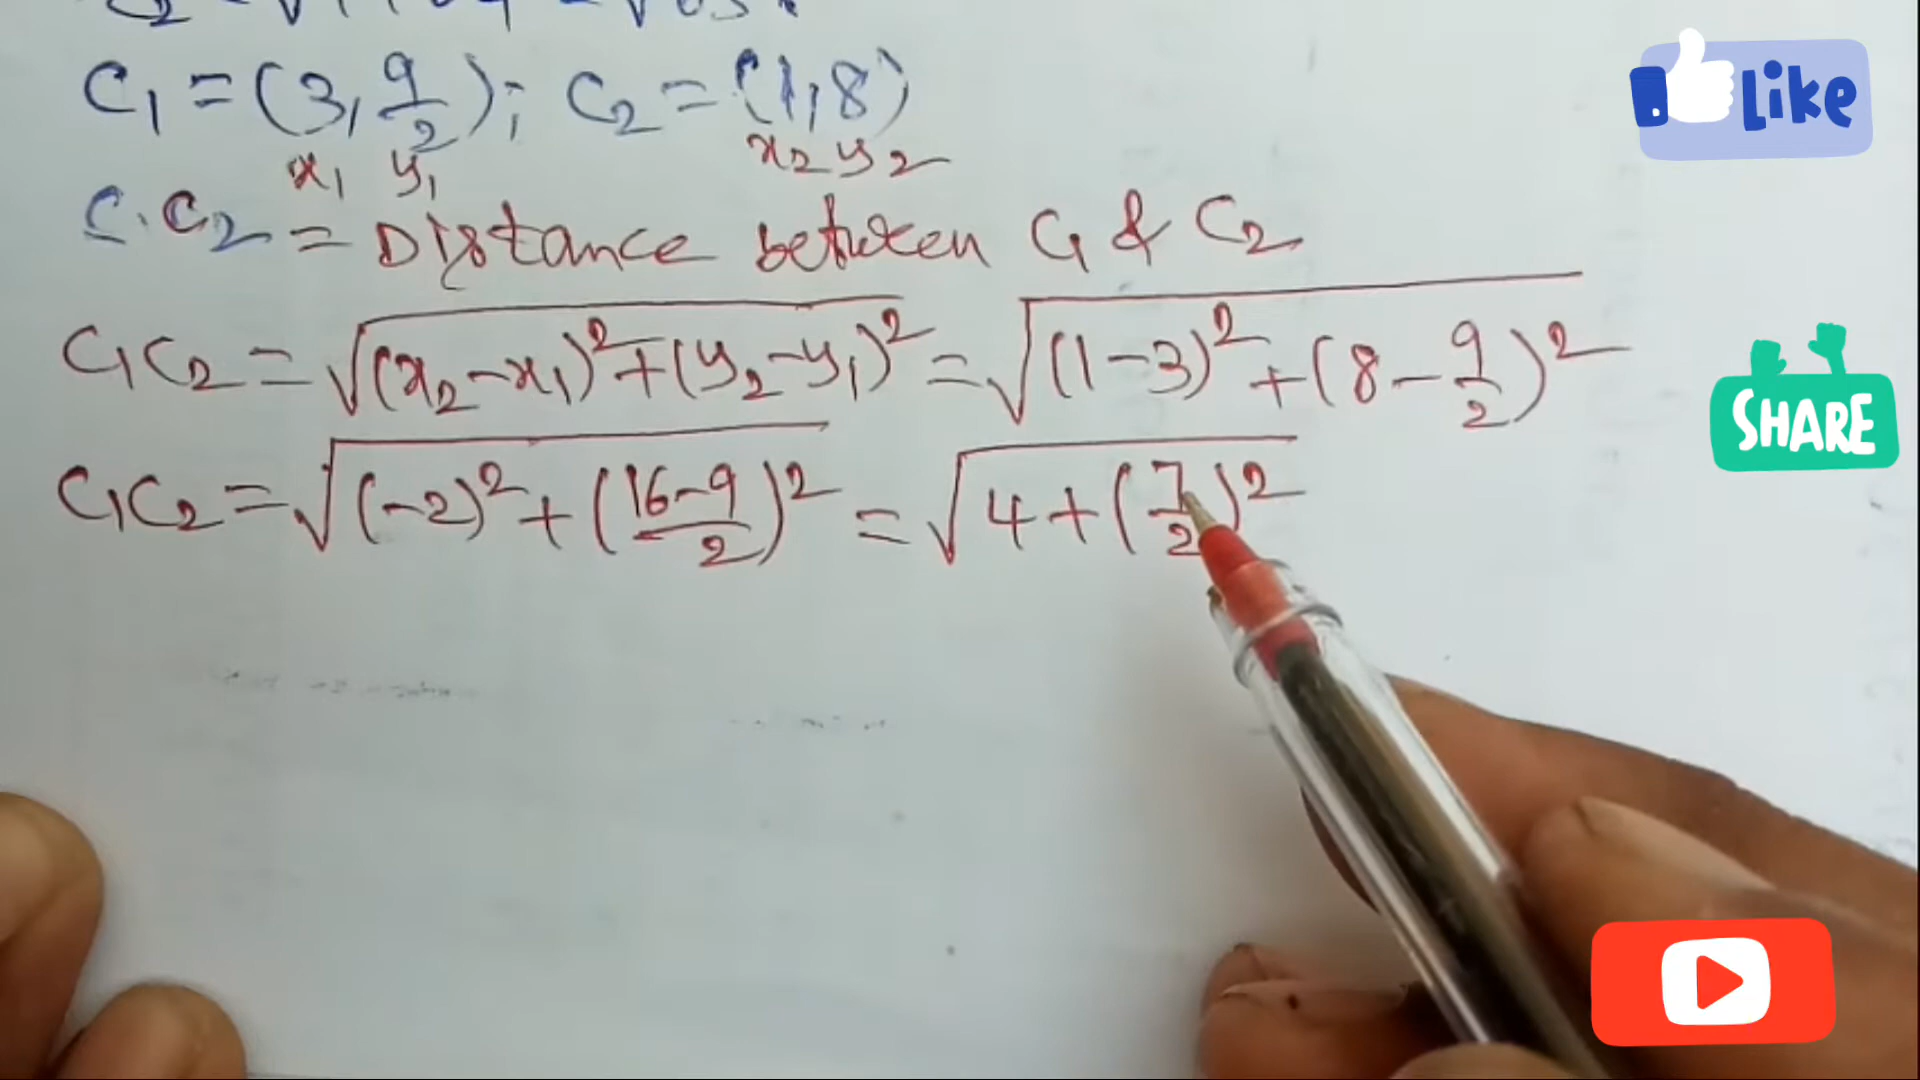 C₁ = (3, 9/2); C₂ = (1, 8)
x₁ y₁ x₂ y₂
C₁C₂ = Distance between C₁ & C₂
C₁C₂ = √((x₂-x₁)²+(y₂-y₁)²) = √((1-3)²+(8-9/2)²)
C₁C₂ = √((-2)²+((16-9)/2)²) = √(4+(7/2)²)
Like
SHARE